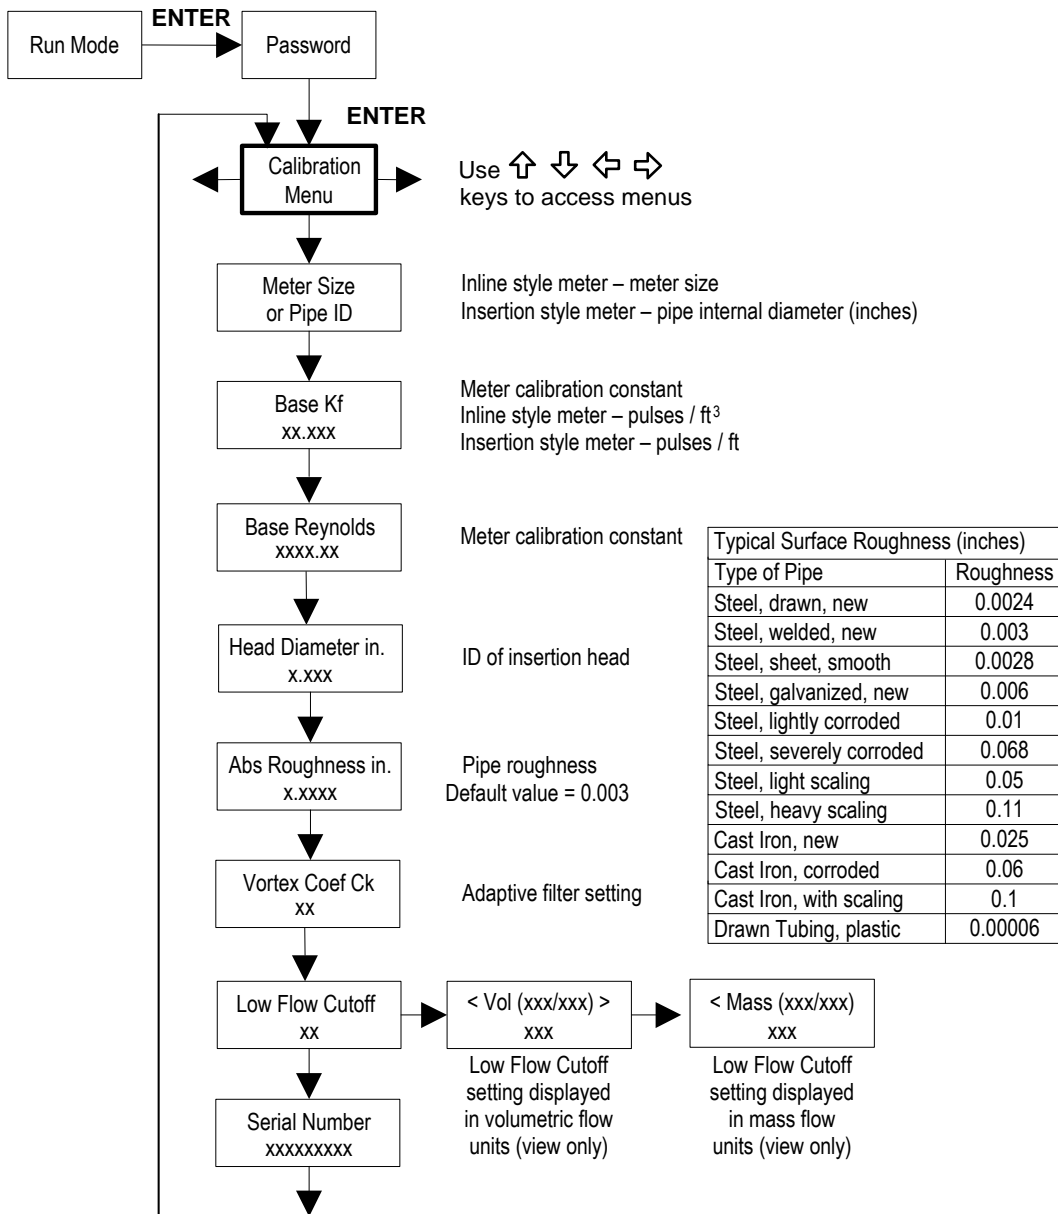 ENTER
Run Mode
Password
ENTER
Calibration
Menu
Use ⇧ ⇩ ⇦ ⇨
keys to access menus
Meter Size
or Pipe ID
Inline style meter – meter size
Insertion style meter – pipe internal diameter (inches)
Base Kf
xx.xxx
Meter calibration constant
Inline style meter – pulses / ft³
Insertion style meter – pulses / ft
Base Reynolds
xxxx.xx
Meter calibration constant
Head Diameter in.
x.xxx
ID of insertion head
Abs Roughness in.
x.xxxx
Pipe roughness
Default value = 0.003
Vortex Coef Ck
xx
Adaptive filter setting
Typical Surface Roughness (inches)
Type of Pipe Roughness
Steel, drawn, new 0.0024
Steel, welded, new 0.003
Steel, sheet, smooth 0.0028
Steel, galvanized, new 0.006
Steel, lightly corroded 0.01
Steel, severely corroded 0.068
Steel, light scaling 0.05
Steel, heavy scaling 0.11
Cast Iron, new 0.025
Cast Iron, corroded 0.06
Cast Iron, with scaling 0.1
Drawn Tubing, plastic 0.00006
Low Flow Cutoff
xx
< Vol (xxx/xxx) >
xxx
Low Flow Cutoff
setting displayed
in volumetric flow
units (view only)
< Mass (xxx/xxx)
xxx
Low Flow Cutoff
setting displayed
in mass flow
units (view only)
Serial Number
xxxxxxxxx